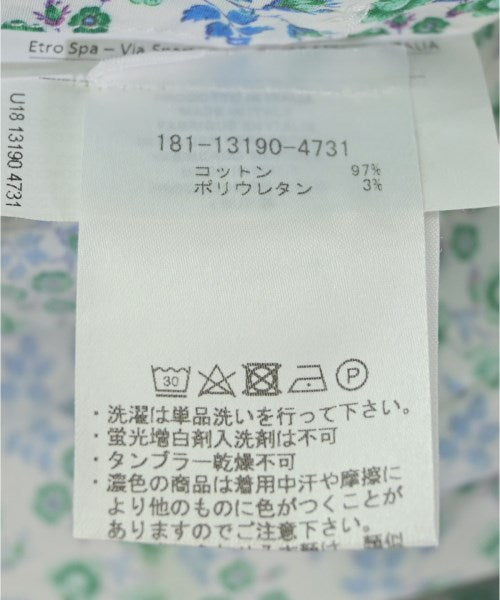 Etro Spa – Via
U18 13190 4731
181-13190-4731
コットン 97%
ポリウレタン 3%
30
P
・洗濯は単品洗いを行って下さい。
・蛍光増白剤入洗剤は不可
・タンブラー乾燥不可
・濃色の商品は着用中汗や摩擦に
より他のものに色がつくことが
ありますのでご注意下さい。